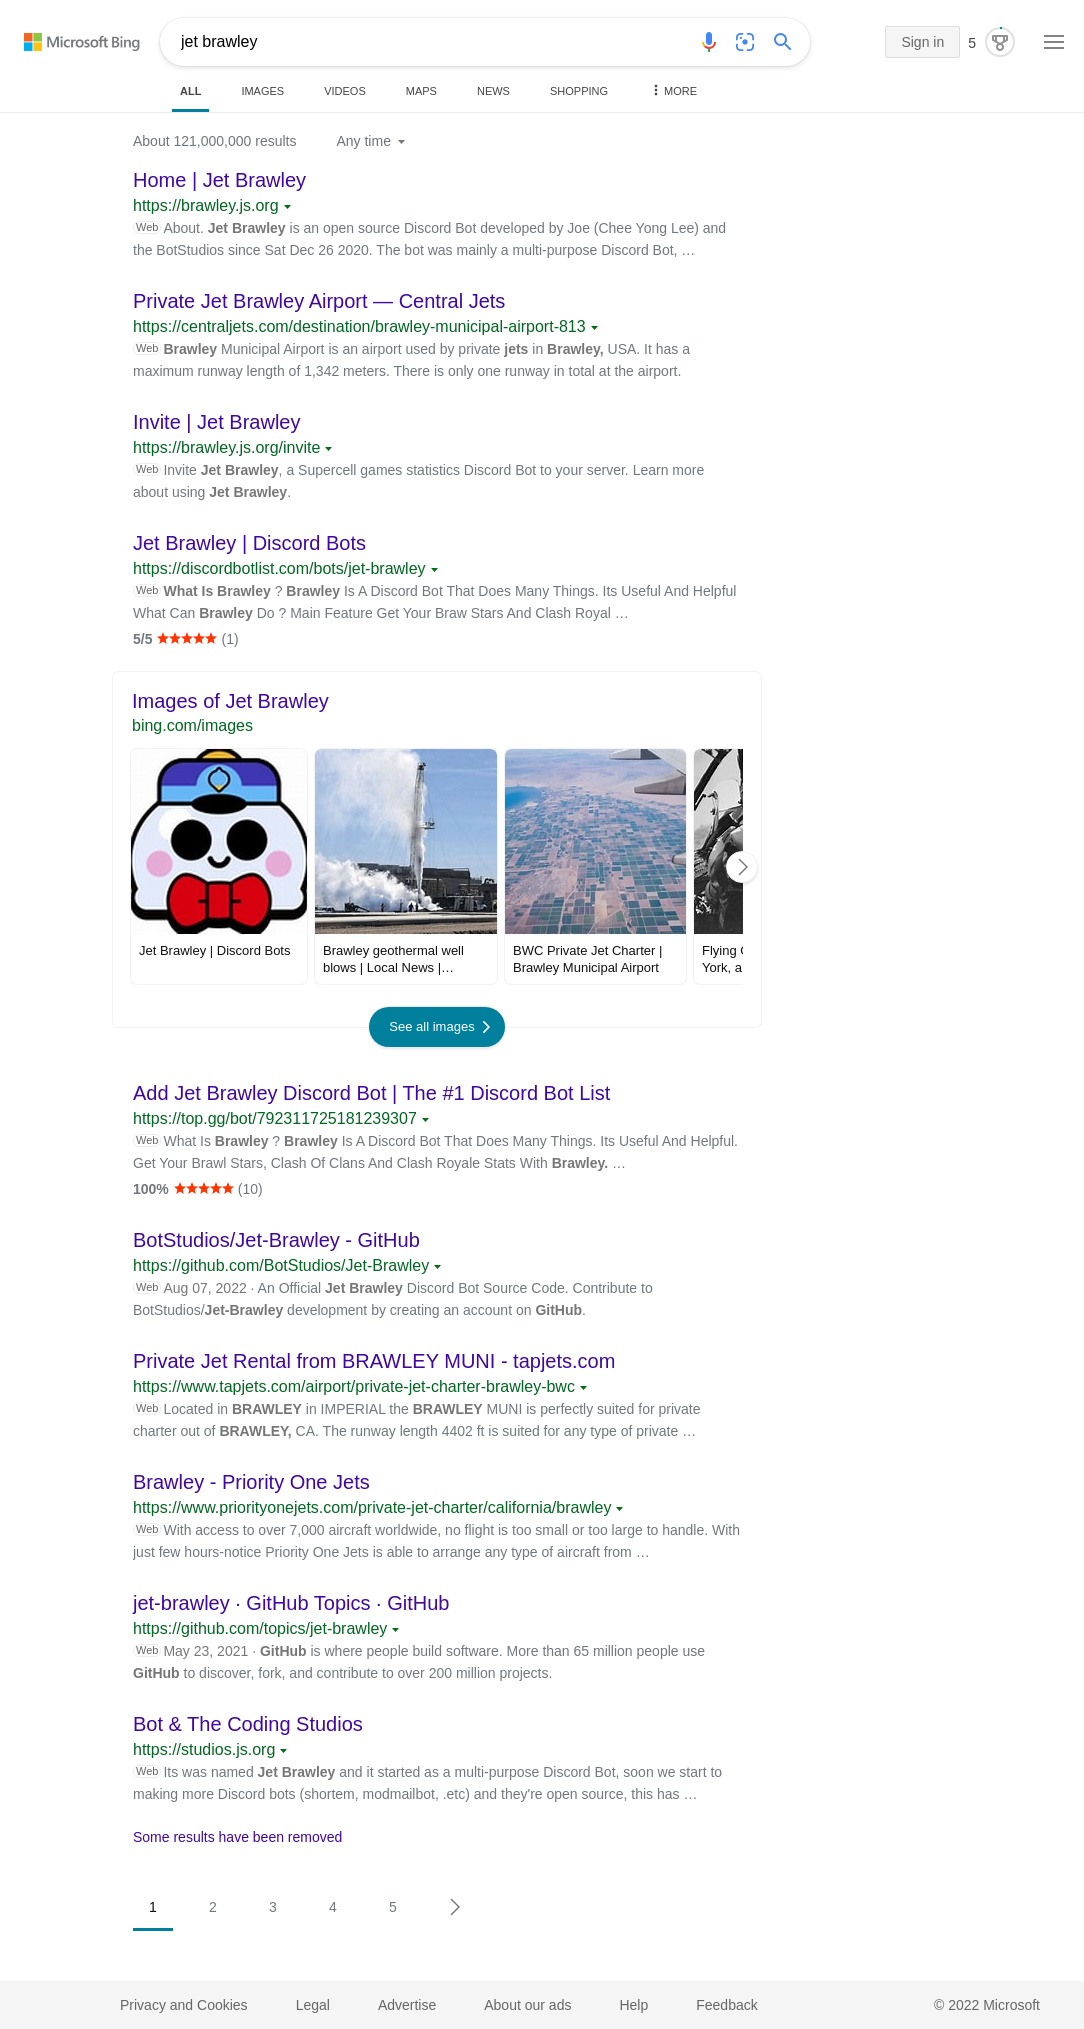 Microsoft Bing
jet brawley
Sign in
5
ALL
IMAGES
VIDEOS
MAPS
NEWS
SHOPPING
MORE
About 121,000,000 results
Any time
Home | Jet Brawley
https://brawley.js.org
Web About. Jet Brawley is an open source Discord Bot developed by Joe (Chee Yong Lee) and
the BotStudios since Sat Dec 26 2020. The bot was mainly a multi-purpose Discord Bot, …
Private Jet Brawley Airport — Central Jets
https://centraljets.com/destination/brawley-municipal-airport-813
Web Brawley Municipal Airport is an airport used by private jets in Brawley, USA. It has a
maximum runway length of 1,342 meters. There is only one runway in total at the airport.
Invite | Jet Brawley
https://brawley.js.org/invite
Web Invite Jet Brawley, a Supercell games statistics Discord Bot to your server. Learn more
about using Jet Brawley.
Jet Brawley | Discord Bots
https://discordbotlist.com/bots/jet-brawley
Web What Is Brawley ? Brawley Is A Discord Bot That Does Many Things. Its Useful And Helpful
What Can Brawley Do ? Main Feature Get Your Braw Stars And Clash Royal …
5/5 (1)
Images of Jet Brawley
bing.com/images
Jet Brawley | Discord Bots
Brawley geothermal well
blows | Local News |…
BWC Private Jet Charter |
Brawley Municipal Airport
Flying
York, a
See all images
Add Jet Brawley Discord Bot | The #1 Discord Bot List
https://top.gg/bot/792311725181239307
Web What Is Brawley ? Brawley Is A Discord Bot That Does Many Things. Its Useful And Helpful.
Get Your Brawl Stars, Clash Of Clans And Clash Royale Stats With Brawley. …
100% (10)
BotStudios/Jet-Brawley - GitHub
https://github.com/BotStudios/Jet-Brawley
Web Aug 07, 2022 · An Official Jet Brawley Discord Bot Source Code. Contribute to
BotStudios/Jet-Brawley development by creating an account on GitHub.
Private Jet Rental from BRAWLEY MUNI - tapjets.com
https://www.tapjets.com/airport/private-jet-charter-brawley-bwc
Web Located in BRAWLEY in IMPERIAL the BRAWLEY MUNI is perfectly suited for private
charter out of BRAWLEY, CA. The runway length 4402 ft is suited for any type of private …
Brawley - Priority One Jets
https://www.priorityonejets.com/private-jet-charter/california/brawley
Web With access to over 7,000 aircraft worldwide, no flight is too small or too large to handle. With
just few hours-notice Priority One Jets is able to arrange any type of aircraft from …
jet-brawley · GitHub Topics · GitHub
https://github.com/topics/jet-brawley
Web May 23, 2021 · GitHub is where people build software. More than 65 million people use
GitHub to discover, fork, and contribute to over 200 million projects.
Bot & The Coding Studios
https://studios.js.org
Web Its was named Jet Brawley and it started as a multi-purpose Discord Bot, soon we start to
making more Discord bots (shortem, modmailbot, .etc) and they're open source, this has …
Some results have been removed
1
2
3
4
5
Privacy and Cookies
Legal
Advertise
About our ads
Help
Feedback
© 2022 Microsoft